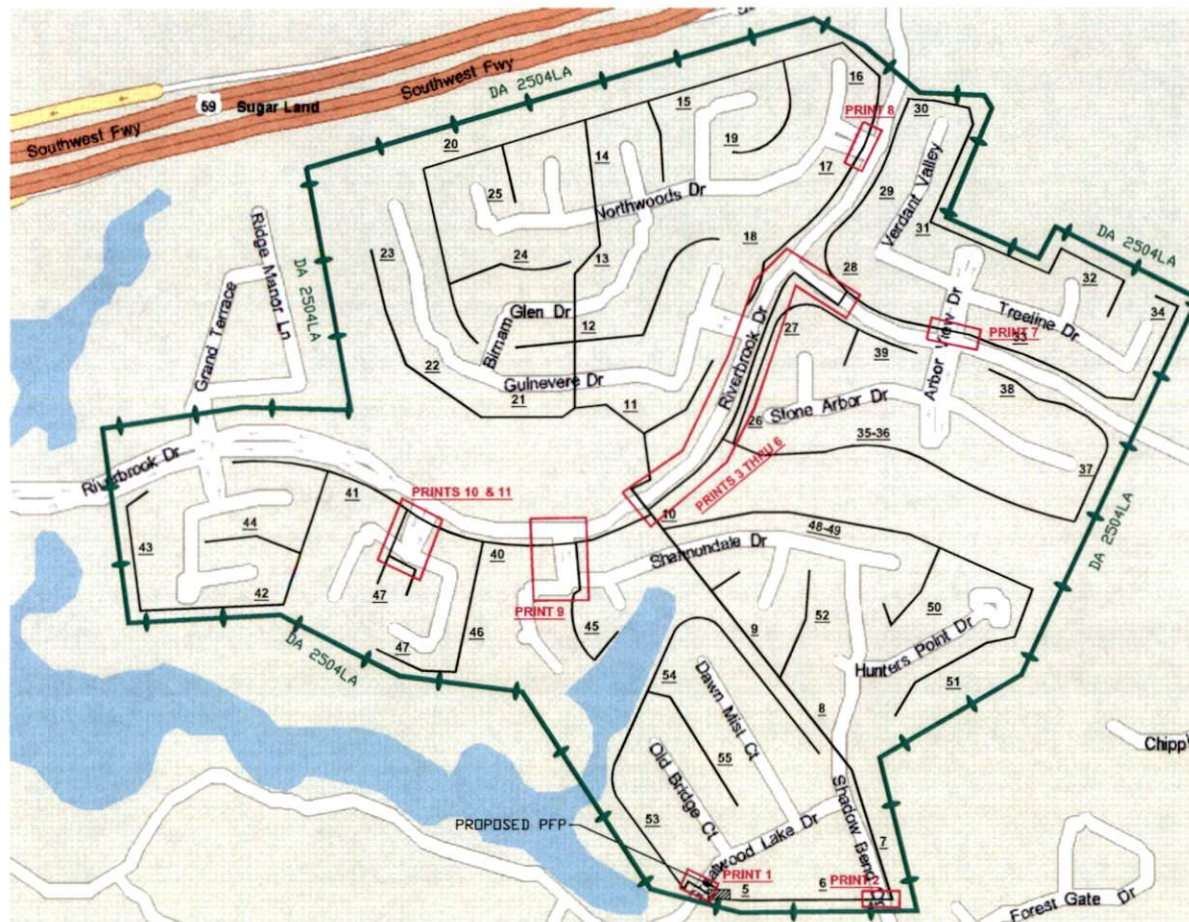 Southwest Fwy
DA 2504LA
59 Sugar Land
Southwest Fwy
16
30
15
PRINT 8
20
19
14
17
25
Northwoods Dr
29
Verdant Valley
31
DA 2504LA
Ridge Manor Ln
23
24
13
18
28
32
Grand Terrace
Birnam
Glen Dr
Arbor View Dr
Treeline Dr
34
12
27
PRINT 7
33
22
Guinevere Dr
Riverbrook Dr
39
38
21
11
26
Stone Arbor Dr
35-36
37
Riverbrook Dr
41
PRINTS 10 & 11
PRINTS 3 THRU 6
10
48-49
DA 2504LA
43
44
40
Shannondale Dr
42
47
PRINT 9
45
52
50
46
9
DA 2504LA
47
Hunters Point Dr
54
Dawn Mist Ct
8
51
Old Bridge Ct
55
Shadow Bend Dr
PROPOSED PFP
53
7
Lake Dr
PRINT 1
5
6
PRINT 2
Forest Gate Dr